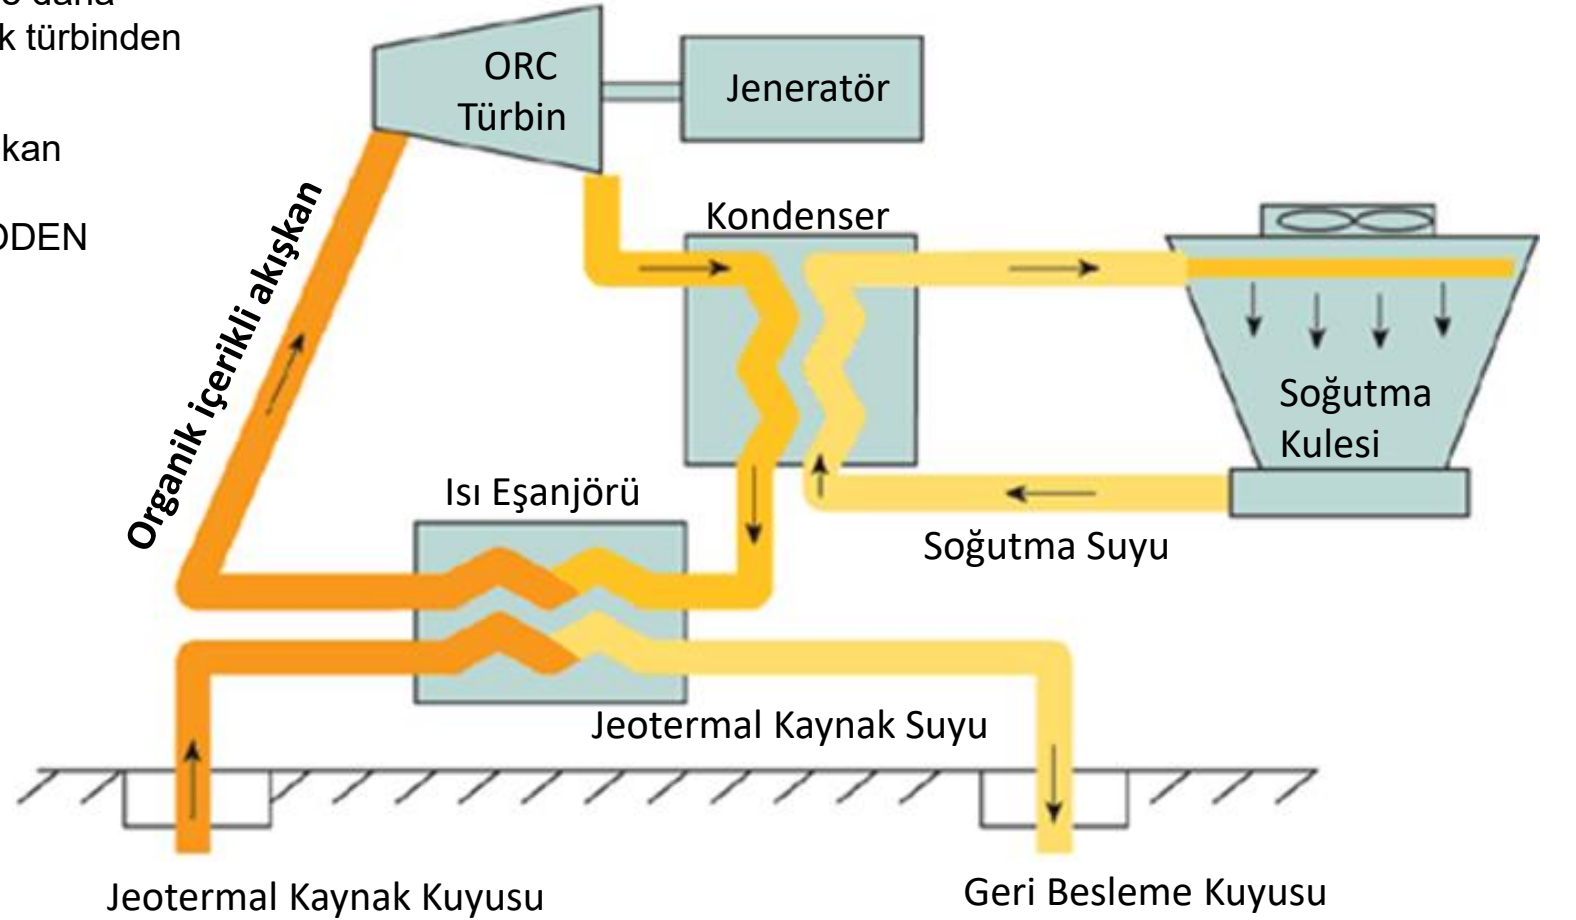 daha
k türbinden
kan
ODEN
ORC
Türbin
Jeneratör
Kondenser
Organik içerikli akışkan
Soğutma
Kulesi
Isı Eşanjörü
Soğutma Suyu
Jeotermal Kaynak Suyu
Jeotermal Kaynak Kuyusu
Geri Besleme Kuyusu